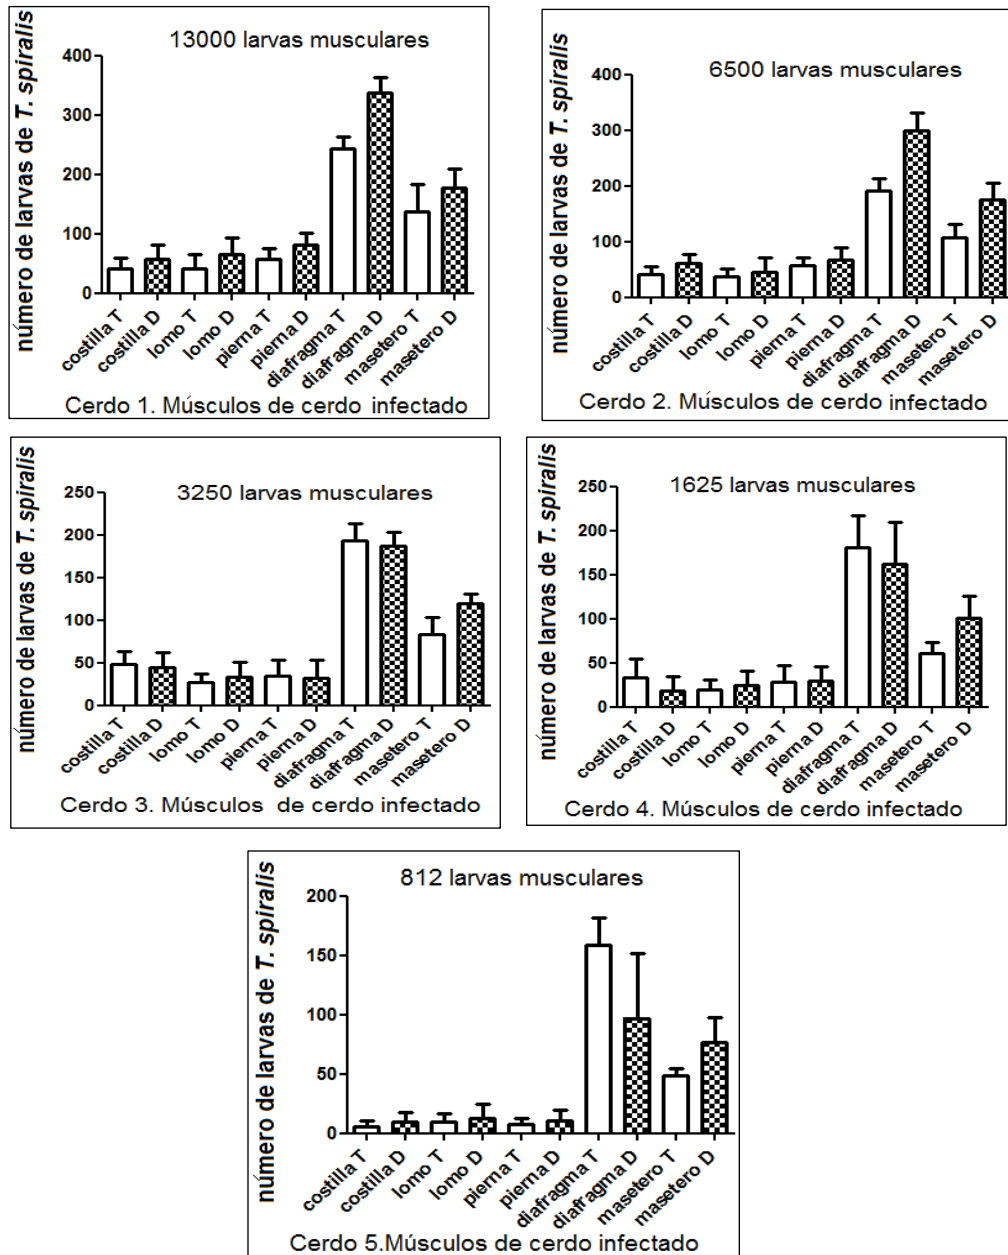 13000 larvas musculares
número de larvas de T. spiralis
400
300
200
100
0
costilla T
costilla D
lomo T
lomo D
pierna T
pierna D
diafragma T
diafragma D
masetero T
masetero D
Cerdo 1. Músculos de cerdo infectado
6500 larvas musculares
número de larvas de T. spiralis
400
300
200
100
0
costilla T
costilla D
lomo T
lomo D
pierna T
pierna D
diafragma T
diafragma D
masetero T
masetero D
Cerdo 2. Músculos de cerdo infectado
3250 larvas musculares
número de larvas de T. spiralis
250
200
150
100
50
0
costilla T
costilla D
lomo T
lomo D
pierna T
pierna D
diafragma T
diafragma D
masetero T
masetero D
Cerdo 3. Músculos de cerdo infectado
1625 larvas musculares
número de larvas de T. spiralis
250
200
150
100
50
0
costilla T
costilla D
lomo T
lomo D
pierna T
pierna D
diafragma T
diafragma D
masetero T
masetero D
Cerdo 4. Músculos de cerdo infectado
812 larvas musculares
número de larvas de T. spiralis
200
150
100
50
0
costilla T
costilla D
lomo T
lomo D
pierna T
pierna D
diafragma T
diafragma D
masetero T
masetero D
Cerdo 5.Músculos de cerdo infectado